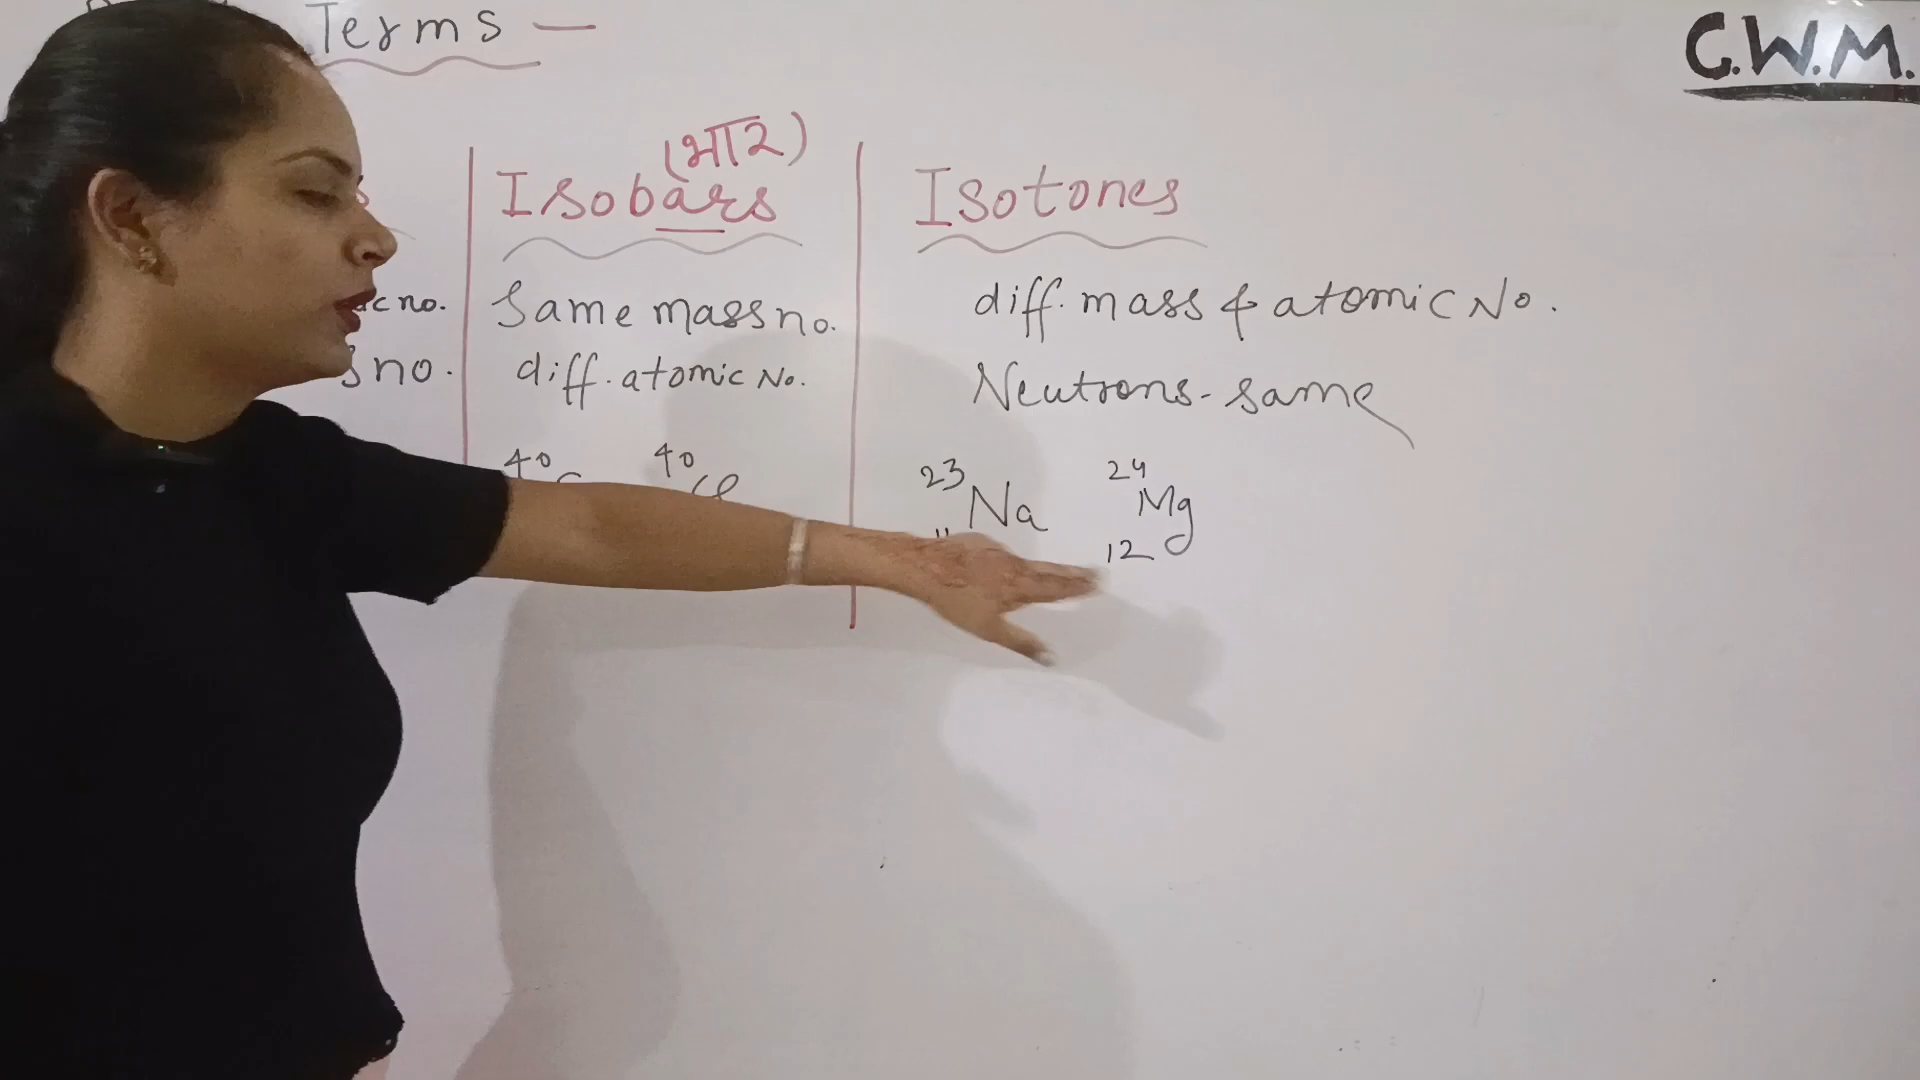 Terms —
C.W.M.
(भार)
Isobars
Isotones
no.
no.
Same mass no.
diff. atomic No.
diff. mass & atomic No.
Neutrons - same
40 40
23 Na 11
24 Mg 12